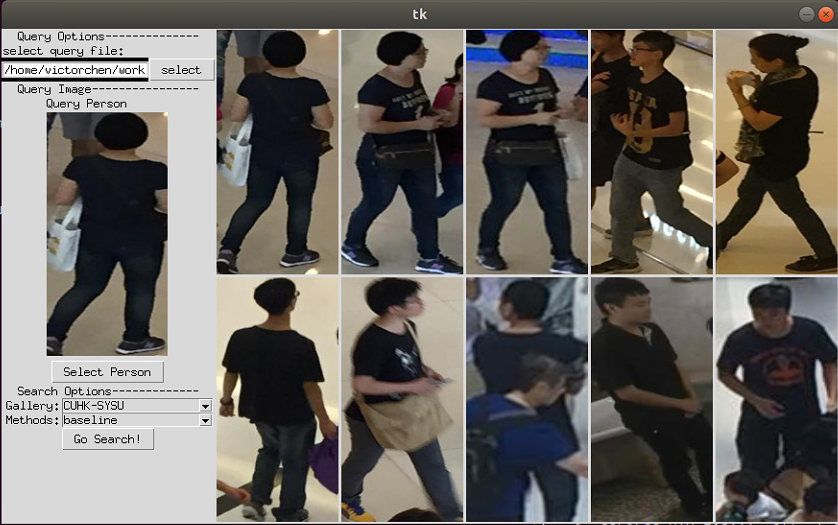 tk
Query Options---------------
select query file:
/home/victorchen/work
select
Query Image------------------
Query Person
Select Person
Search Options--------------
Gallery:
CUHK-SYSU
Methods:
baseline
Go Search!